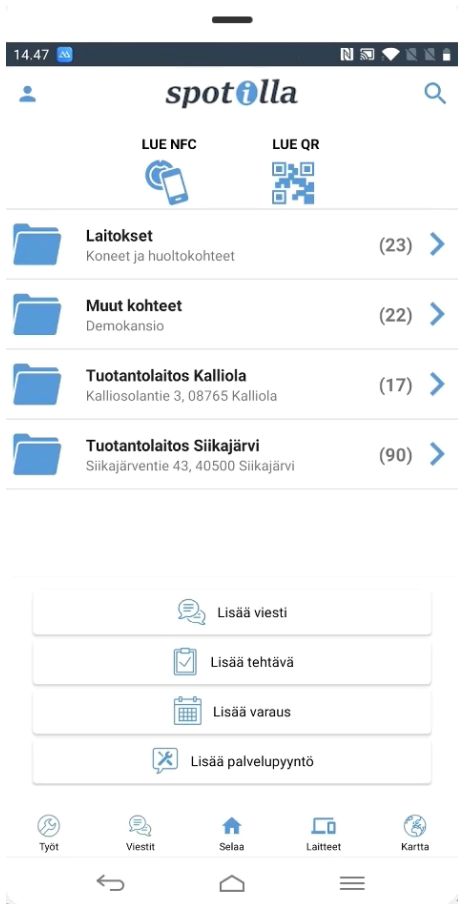 14.47
spotilla
LUE NFC LUE QR
Laitokset
Koneet ja huoltokohteet
(23)
Muut kohteet
Demokansio
(22)
Tuotantolaitos Kalliola
Kalliosolantie 3, 08765 Kalliola
(17)
Tuotantolaitos Siikajärvi
Siikajärventie 43, 40500 Siikajärvi
(90)
Lisää viesti
Lisää tehtävä
Lisää varaus
Lisää palvelupyyntö
Työt Viestit Selaa Laitteet Kartta